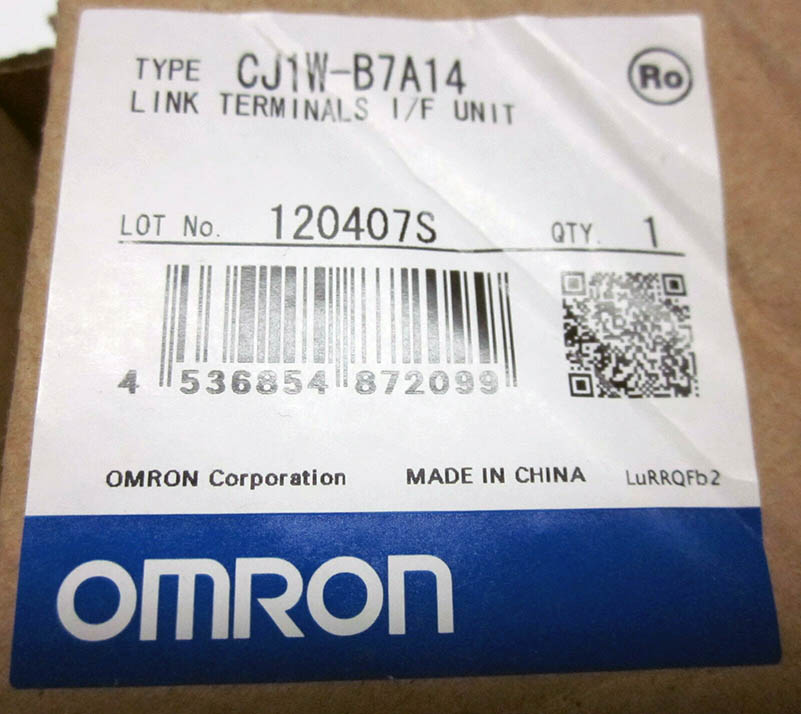 TYPE CJ1W-B7A14
Ro
LINK TERMINALS I/F UNIT
LOT No. 120407S QTY. 1
4 536854 872099
OMRON Corporation MADE IN CHINA LuRRQFb2
OMRON